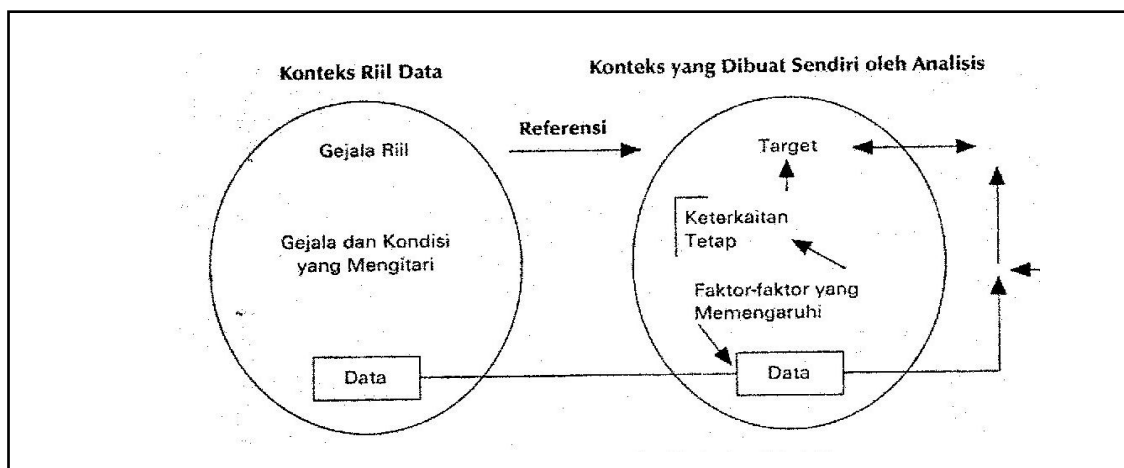 Konteks Riil Data
Konteks yang Dibuat Sendiri oleh Analisis
Referensi
Gejala Riil
Target
Keterkaitan
Tetap
Gejala dan Kondisi
yang Mengitari
Faktor-faktor yang
Memengaruhi
Data
Data